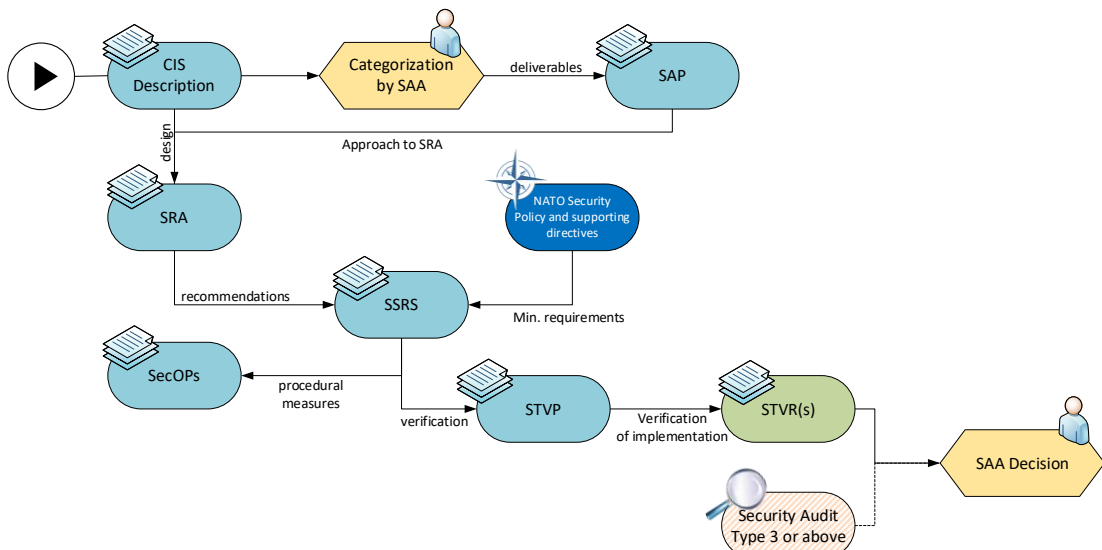 CIS
Description
Categorization
by SAA
deliverables
SAP
design
Approach to SRA
SRA
NATO Security
Policy and supporting
directives
recommendations
SSRS
Min. requirements
SecOPs
procedural
measures
verification
STVP
Verification
of implementation
STVR(s)
SAA Decision
Security Audit
Type 3 or above